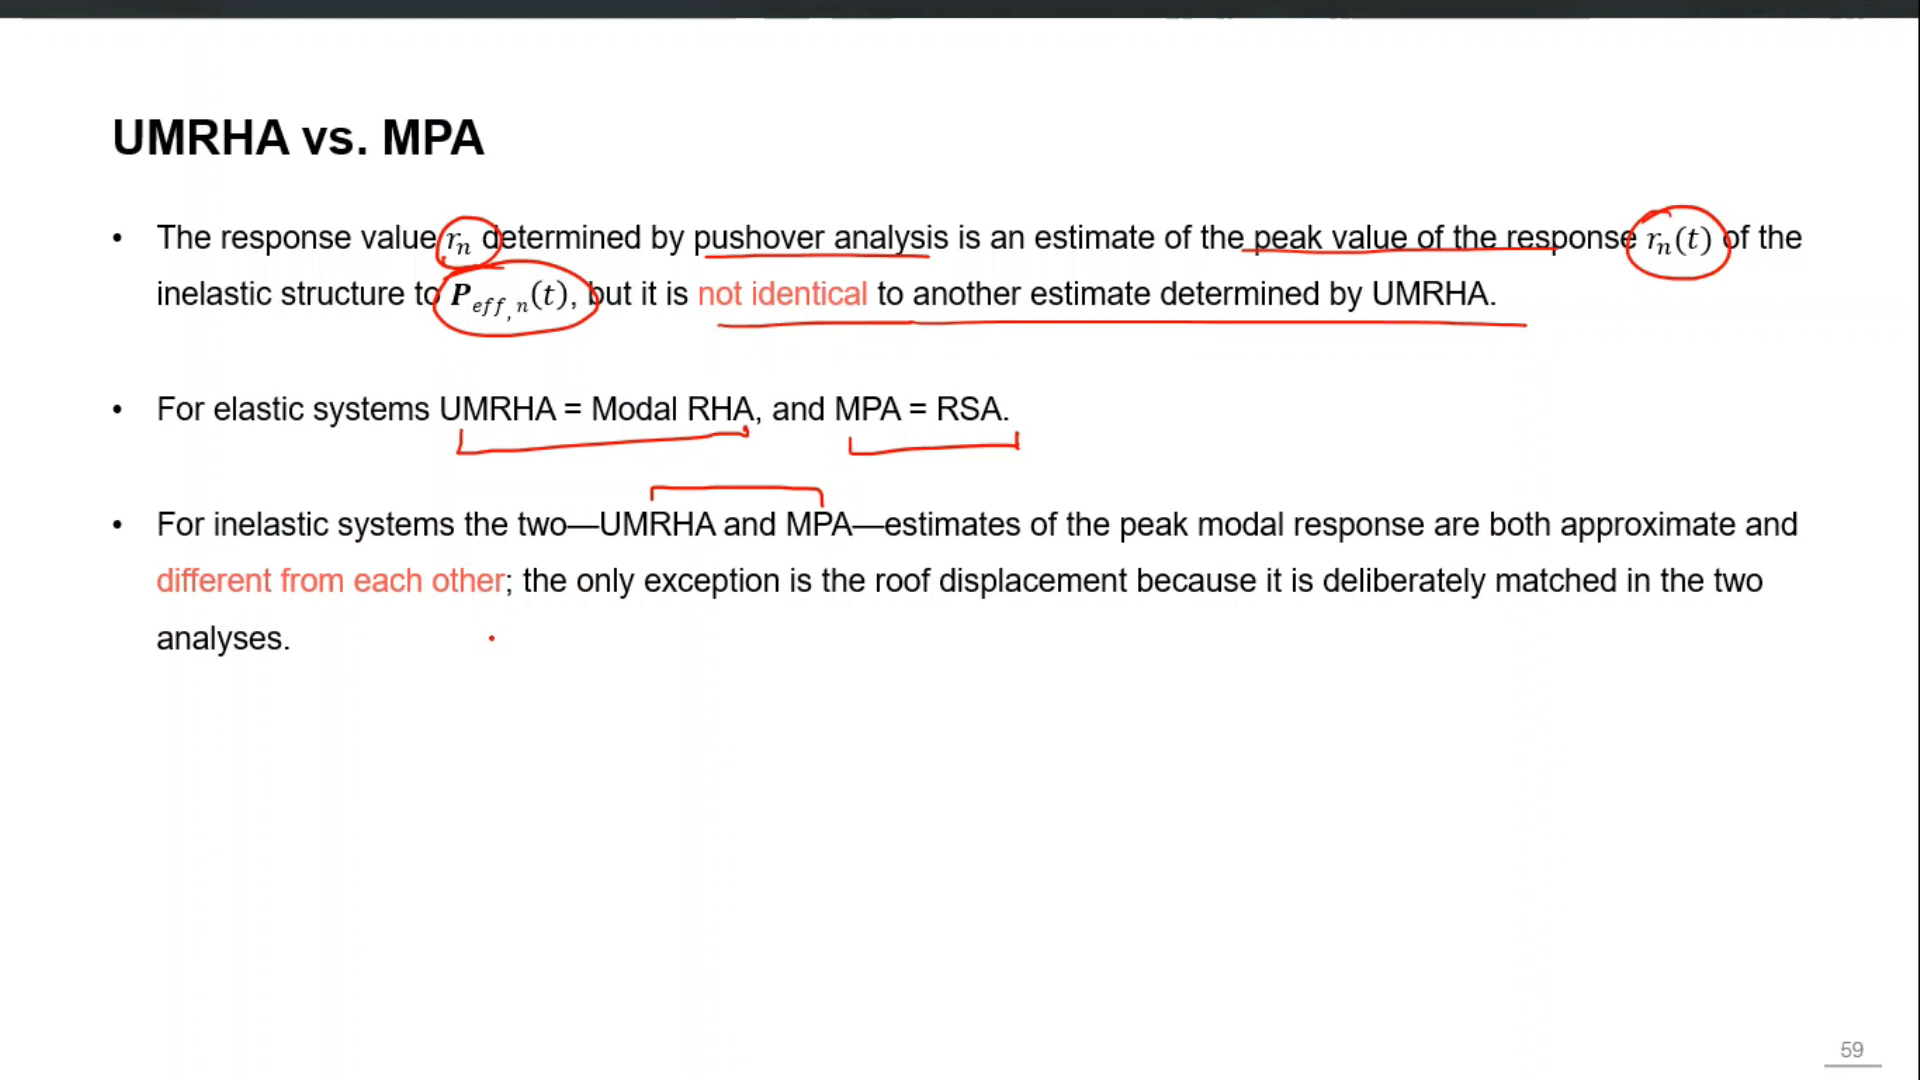 UMRHA vs. MPA
• The response value rₙ determined by pushover analysis is an estimate of the peak value of the response rₙ(t) of the
inelastic structure to P_eff,n(t), but it is not identical to another estimate determined by UMRHA.
• For elastic systems UMRHA = Modal RHA, and MPA = RSA.
• For inelastic systems the two—UMRHA and MPA—estimates of the peak modal response are both approximate and
different from each other; the only exception is the roof displacement because it is deliberately matched in the two
analyses.
59